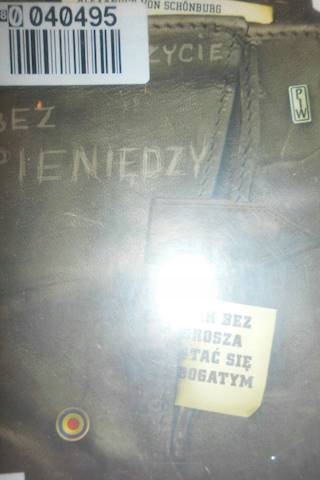 040495
ALEXANDER VON SCHÖNBURG
ŻYCIE
BEZ
PIENIĘDZY
PIW
JAK BEZ
GROSZA
STAĆ SIĘ
BOGATYM